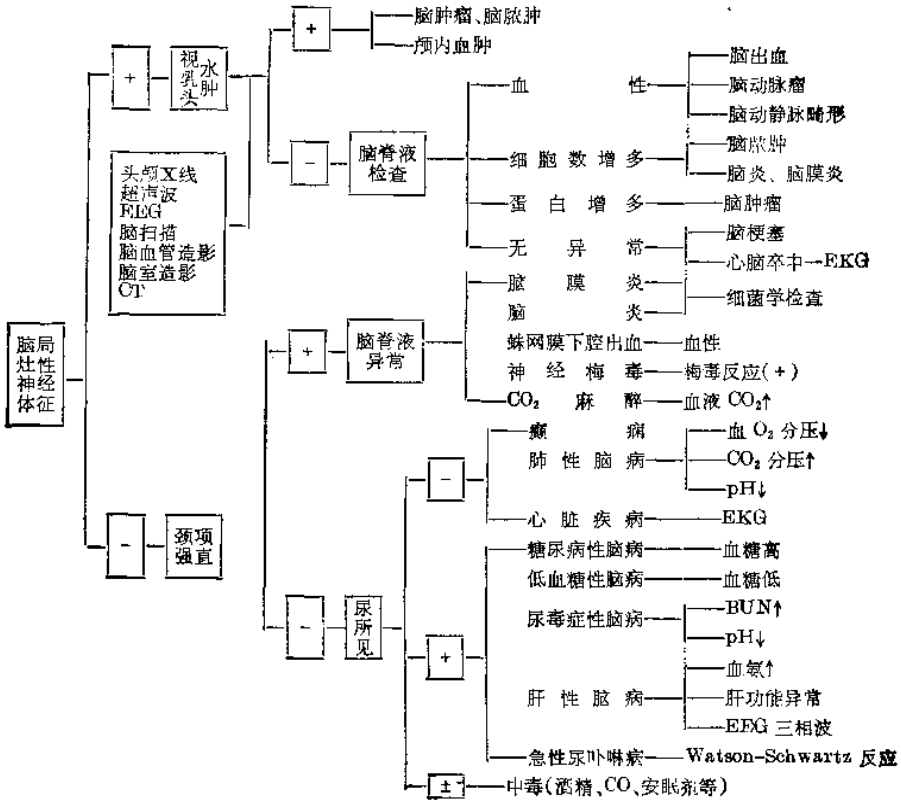 脑局
灶性
神经
体征
+
视乳头
水肿
头颅X线
超声波
EEG
脑扫描
脑血管造影
脑室造影
CT
+
脑肿瘤、脑脓肿
颅内血肿
-
脑脊液
检查
血性
脑出血
脑动脉瘤
脑动静脉畸形
细胞数增多
脑脓肿
脑炎、脑膜炎
蛋白增多
脑肿瘤
无异常
脑梗塞
心脑卒中—EKG
-
颈项
强直
+
脑脊液
异常
脑膜炎
脑炎
细菌学检查
蛛网膜下腔出血—血性
神经梅毒—梅毒反应(+)
CO₂麻醉—血液CO₂↑
-
尿所见
-
癫痫
肺性脑病
血O₂分压↓
CO₂分压↑
pH↓
心脏疾病—EKG
+
糖尿病性脑病—血糖高
低血糖性脑病—血糖低
尿毒症性脑病
BUN↑
pH↓
肝性脑病
血氨↑
肝功能异常
EEG三相波
急性尿卟啉病—Watson-Schwartz 反应
±
中毒(酒精、CO、安眠剂等)